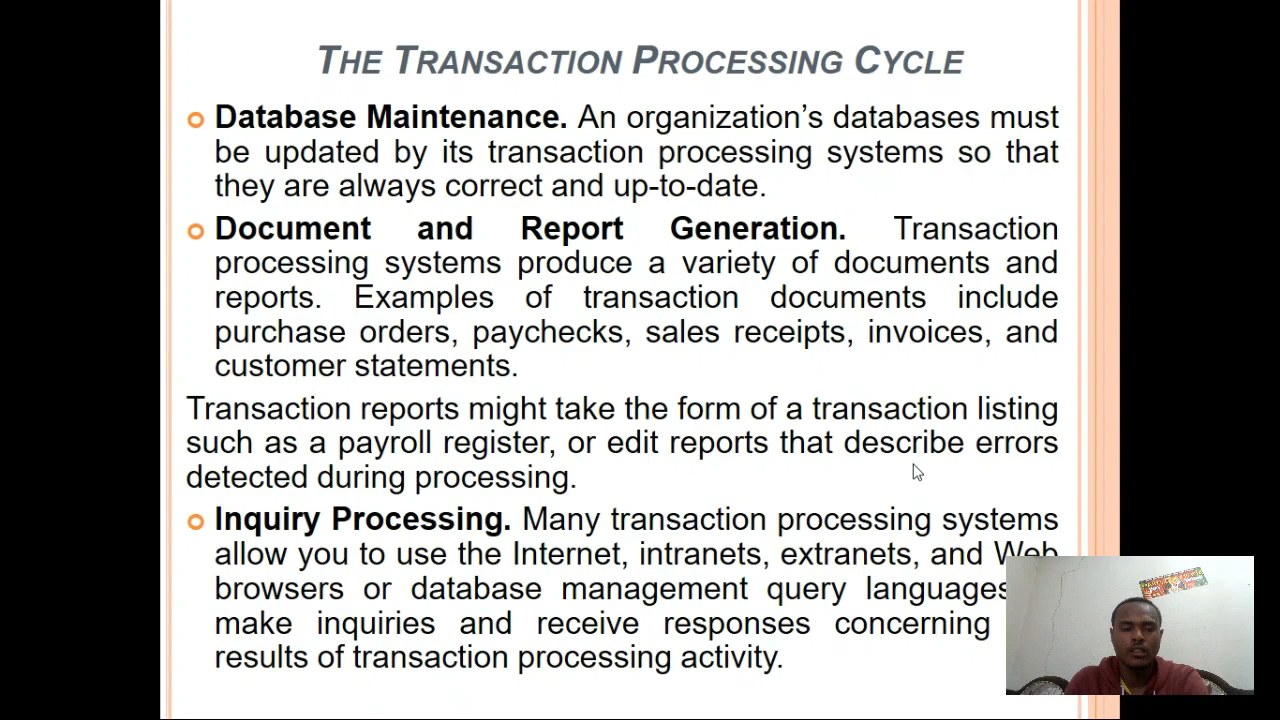 THE TRANSACTION PROCESSING CYCLE
Database Maintenance. An organization’s databases must
be updated by its transaction processing systems so that
they are always correct and up-to-date.
Document and Report Generation. Transaction
processing systems produce a variety of documents and
reports. Examples of transaction documents include
purchase orders, paychecks, sales receipts, invoices, and
customer statements.
Transaction reports might take the form of a transaction listing
such as a payroll register, or edit reports that describe errors
detected during processing.
Inquiry Processing. Many transaction processing systems
allow you to use the Internet, intranets, extranets, and Web
browsers or database management query languages
make inquiries and receive responses concerning
results of transaction processing activity.